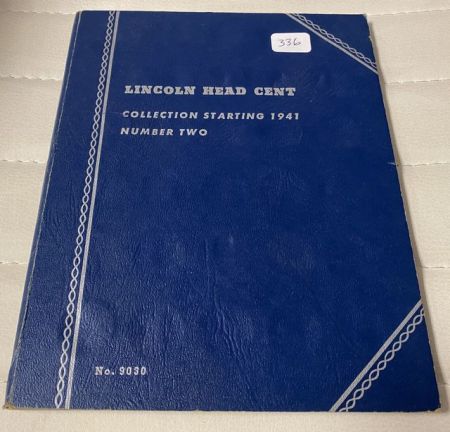 336
LINCOLN HEAD CENT
COLLECTION STARTING 1941
NUMBER TWO
No. 9030